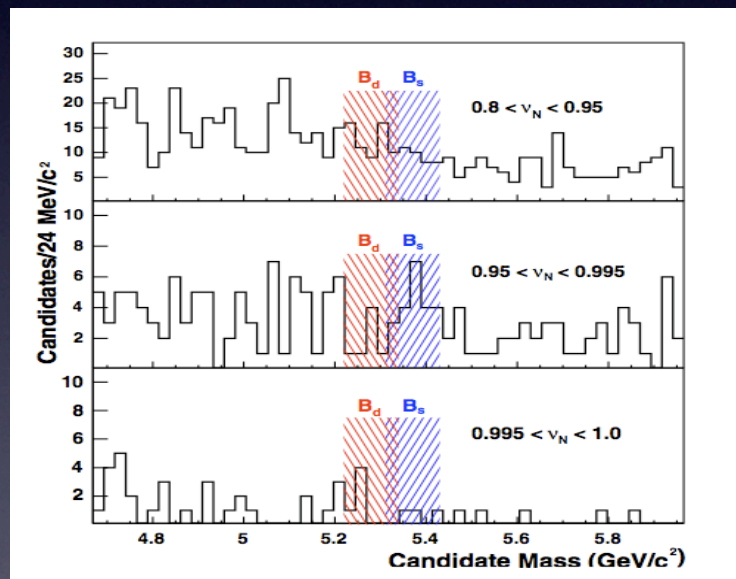 Candidates/24 MeV/c²
30
25
20
15
10
5
B_d B_s
0.8 < ν_N < 0.95
10
8
6
4
2
B_d B_s
0.95 < ν_N < 0.995
10
8
6
4
2
B_d B_s
0.995 < ν_N < 1.0
4.8 5 5.2 5.4 5.6 5.8
Candidate Mass (GeV/c²)